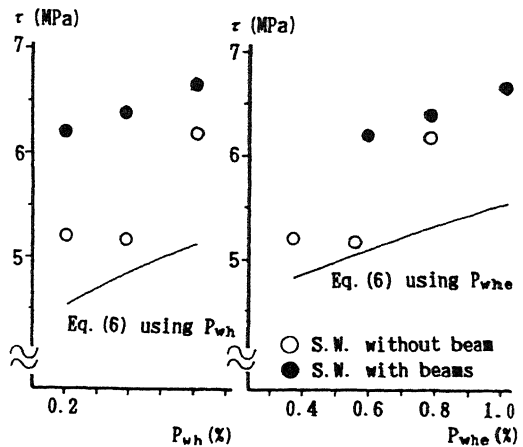 τ (MPa)
7
6
5
Eq. (6) using Pwh
0.2
Pwh(%)
τ (MPa)
7
6
5
Eq. (6) using Pwhe
○ S.W. without beam
● S.W. with beams
0.4 0.6 0.8 1.0
Pwhe(%)